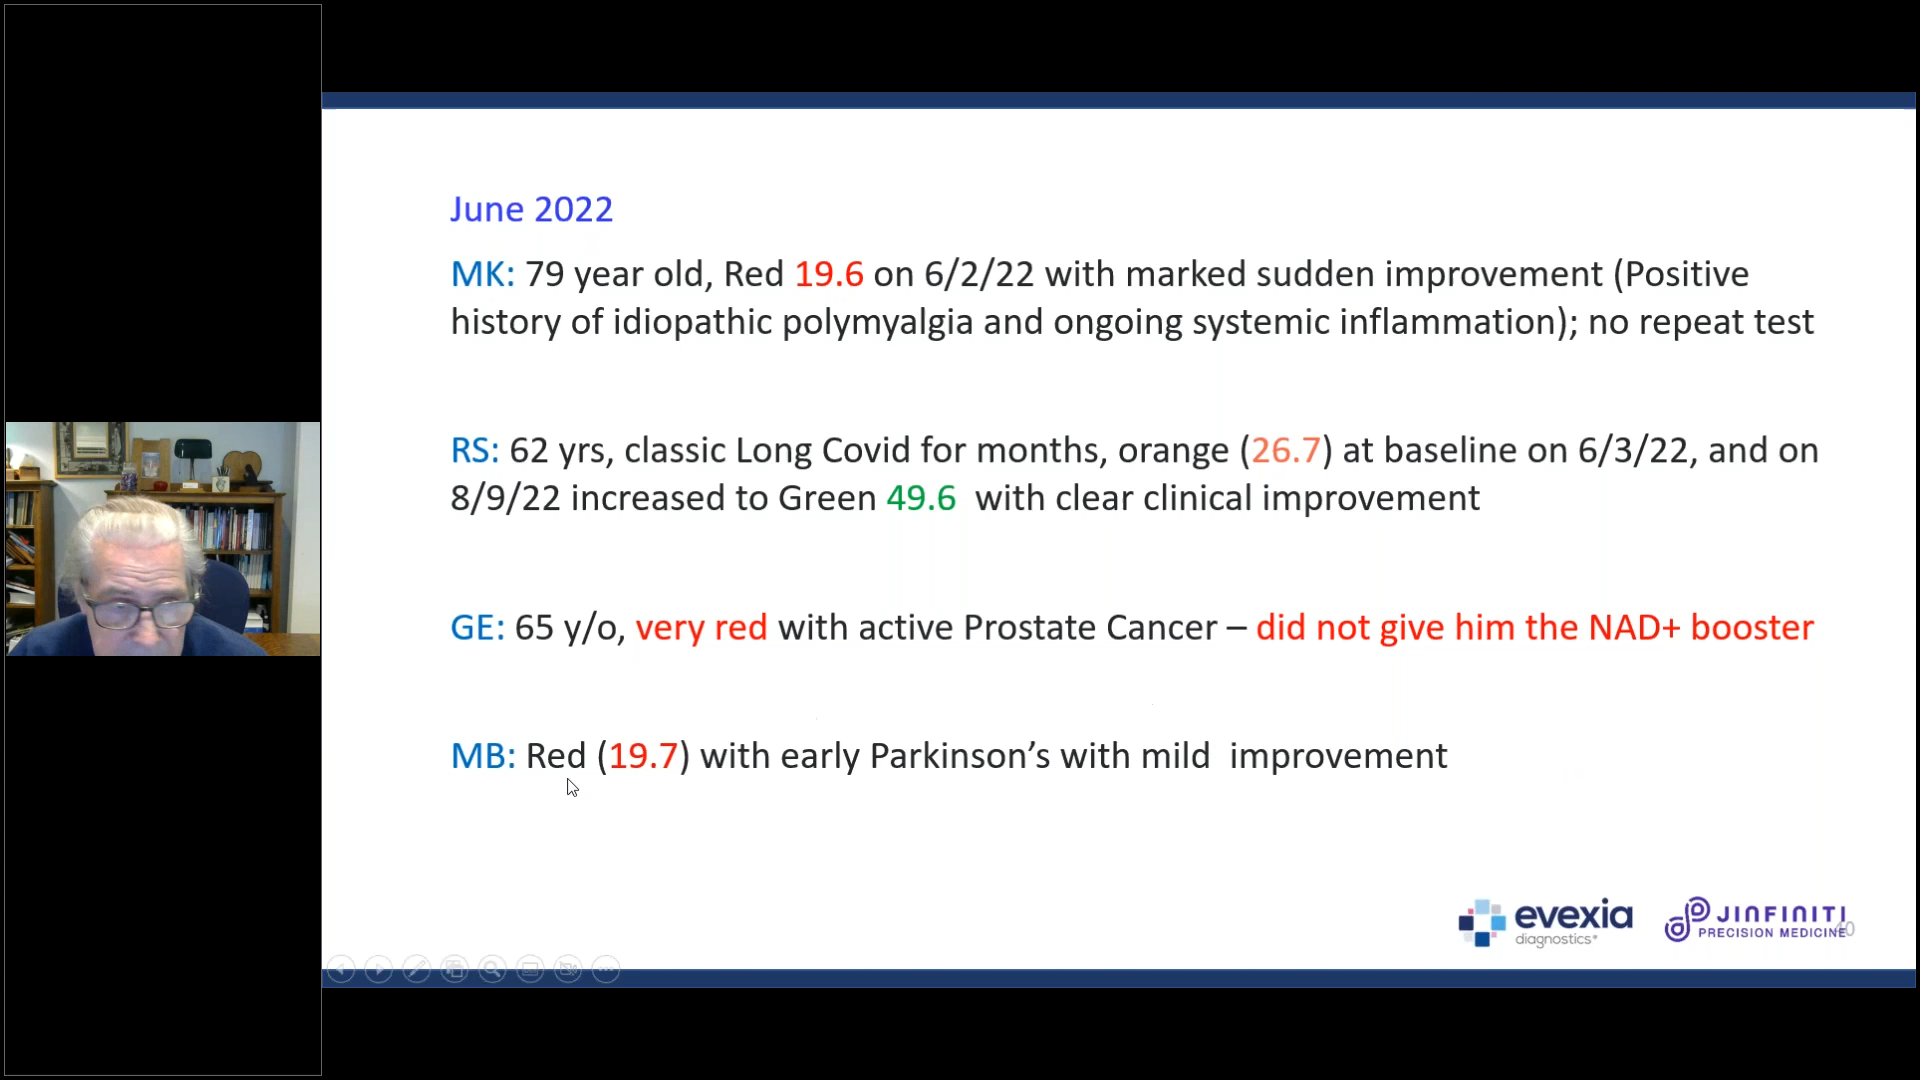 June 2022
MK: 79 year old, Red 19.6 on 6/2/22 with marked sudden improvement (Positive
history of idiopathic polymyalgia and ongoing systemic inflammation); no repeat test
RS: 62 yrs, classic Long Covid for months, orange (26.7) at baseline on 6/3/22, and on
8/9/22 increased to Green 49.6 with clear clinical improvement
GE: 65 y/o, very red with active Prostate Cancer – did not give him the NAD+ booster
MB: Red (19.7) with early Parkinson’s with mild improvement
evexia
diagnostics
JINFINITI
PRECISION MEDICINE
40